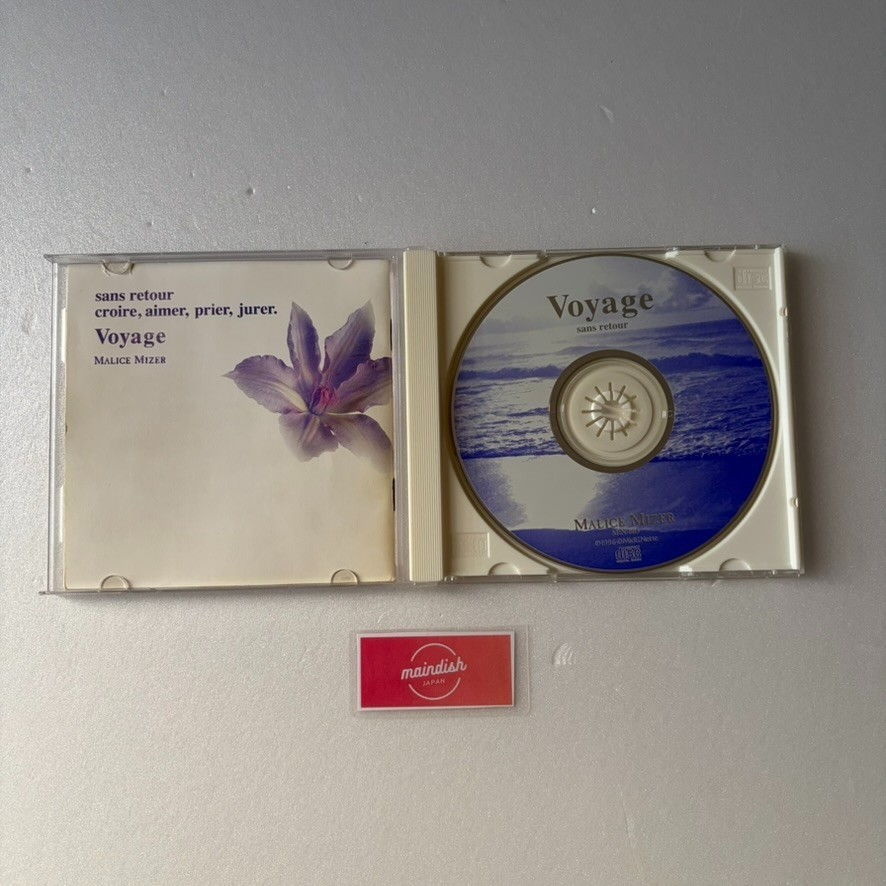 sans retour
croire, aimer, prier, jurer.
Voyage
MALICE MIZER
Voyage
sans retour
MALICE MIZER
maindish
JAPAN